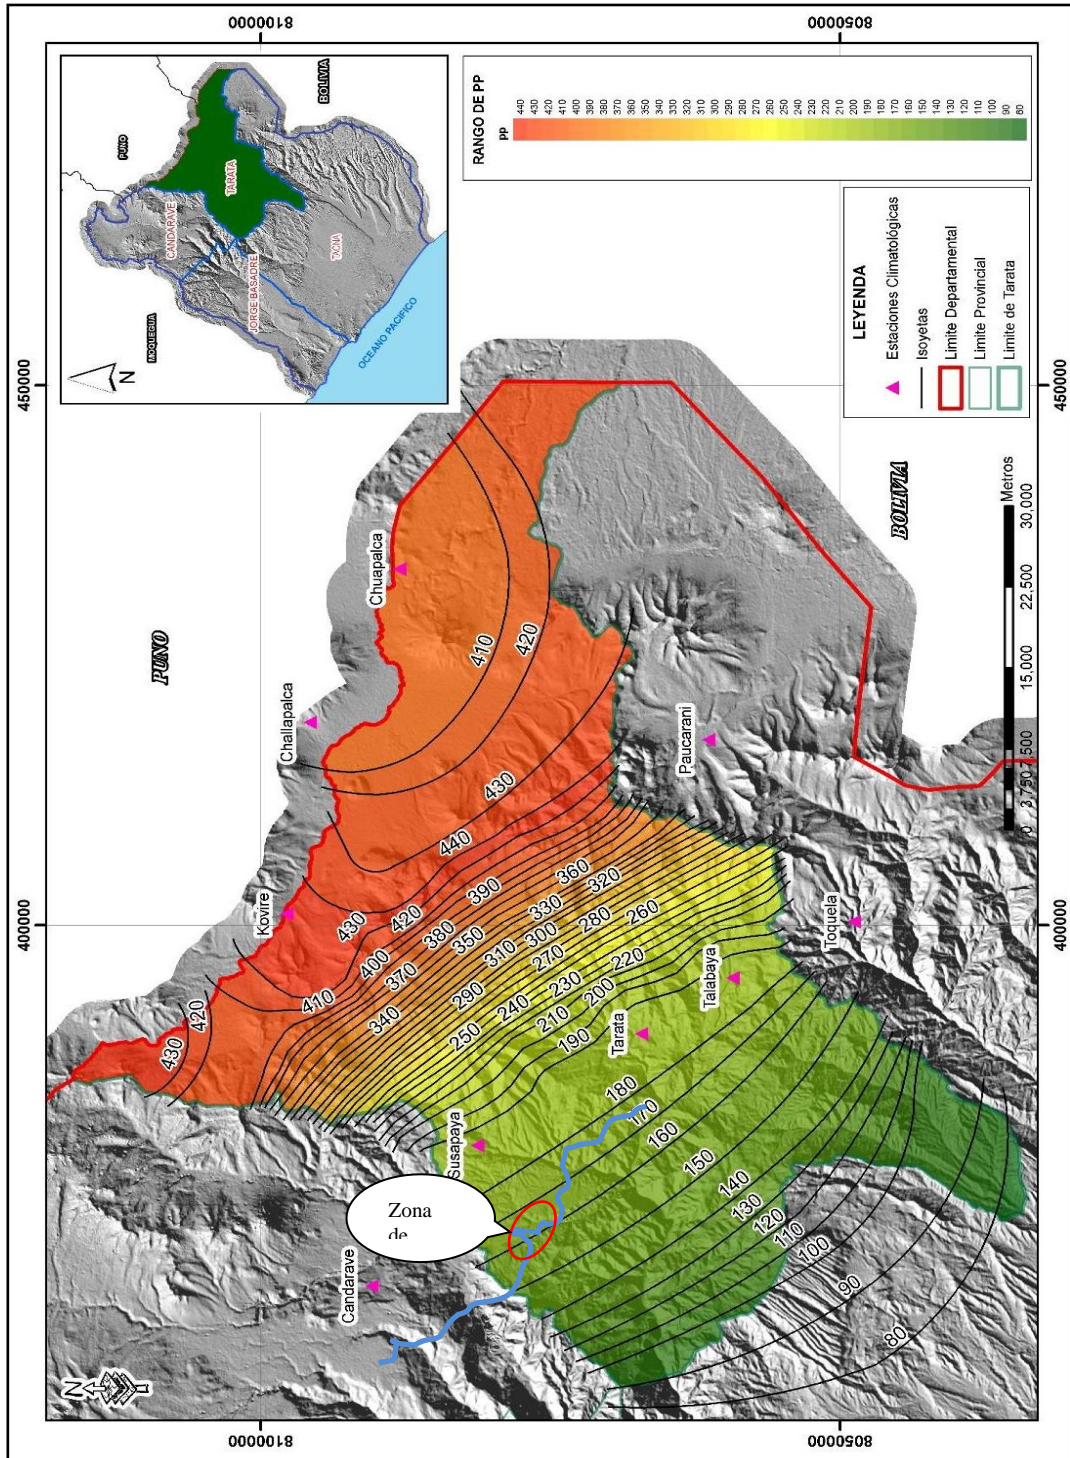 8100000
8050000
PUNO
BOLIVIA
MOQUEGUA
CANDARAVE
TARATA
JORGE BASADRE
TACNA
OCEANO PACIFICO
N
RANGO DE PP
PP
440
430
420
410
400
390
380
370
360
350
340
330
320
310
300
290
280
270
260
250
240
230
220
210
200
190
180
170
160
150
140
130
120
110
100
90
80
LEYENDA
Estaciones Climatológicas
Isoyetas
Limite Departamental
Limite Provincial
Limite de Tarata
450000
450000
PUNO
BOLIVIA
0
3,750
7,500
15,000
22,500
30,000
Metros
Chuapalca
Challapalca
Kovire
Paucarani
Toquela
Talabaya
Tarata
Susapaya
Candarave
410
420
430
440
430
420
390
360
320
400
380
350
330
280
260
410
370
310
300
270
220
420
430
340
290
240
230
200
250
210
190
180
170
160
150
140
130
120
110
100
90
80
400000
400000
Zona
de
N
8100000
8050000